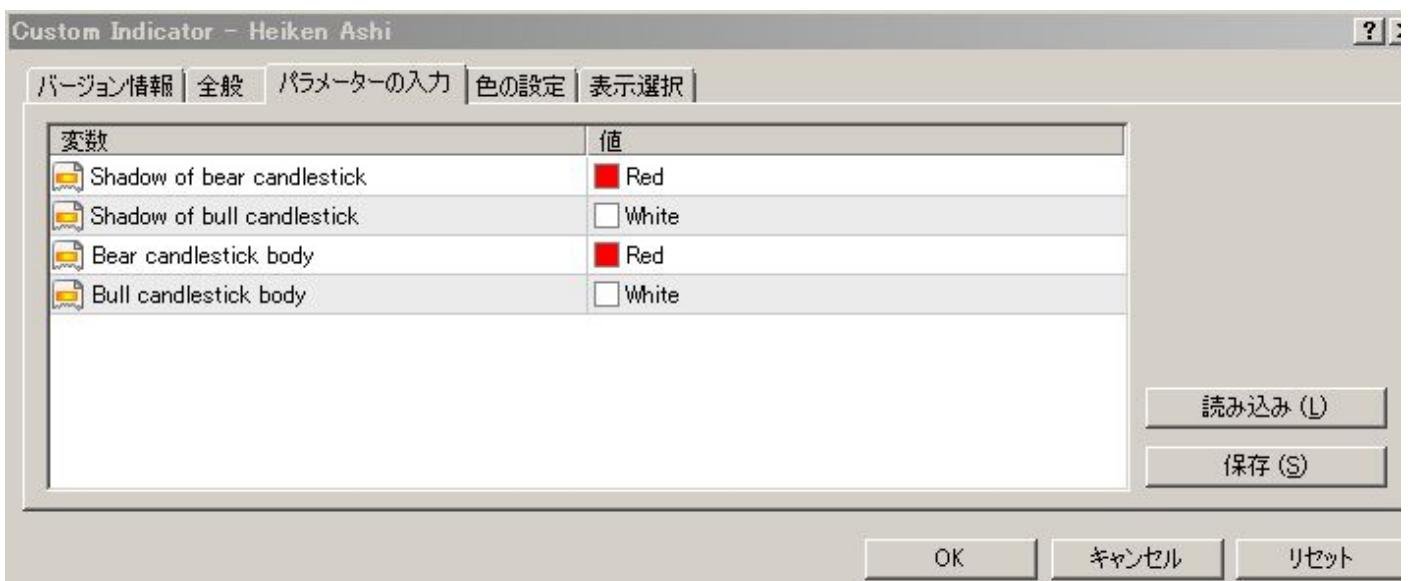 Custom Indicator - Heiken Ashi
バージョン情報 全般 パラメーターの入力 色の設定 表示選択
変数 値
Shadow of bear candlestick Red
Shadow of bull candlestick White
Bear candlestick body Red
Bull candlestick body White
読み込み (L)
保存 (S)
OK キャンセル リセット